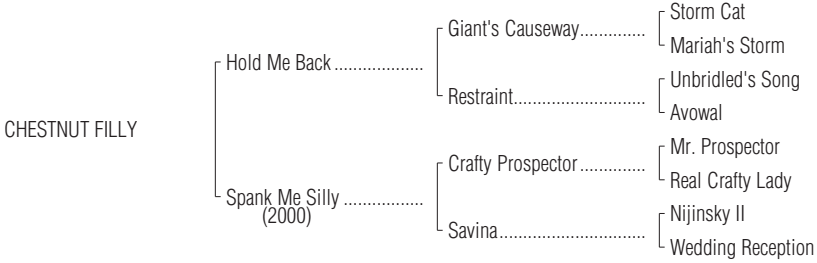 Storm Cat
Giant's Causeway..............
Mariah's Storm
Hold Me Back ...................
Unbridled's Song
Restraint............................
Avowal
CHESTNUT FILLY
Mr. Prospector
Crafty Prospector ..............
Real Crafty Lady
Spank Me Silly .................
(2000)
Nijinsky II
Savina...............................
Wedding Reception